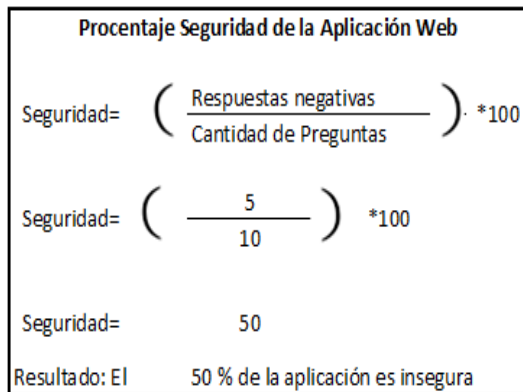 Procentaje Seguridad de la Aplicación Web
Seguridad= ( Respuestas negativas / Cantidad de Preguntas ) *100
Seguridad= ( 5 / 10 ) *100
Seguridad= 50
Resultado: El 50 % de la aplicación es insegura